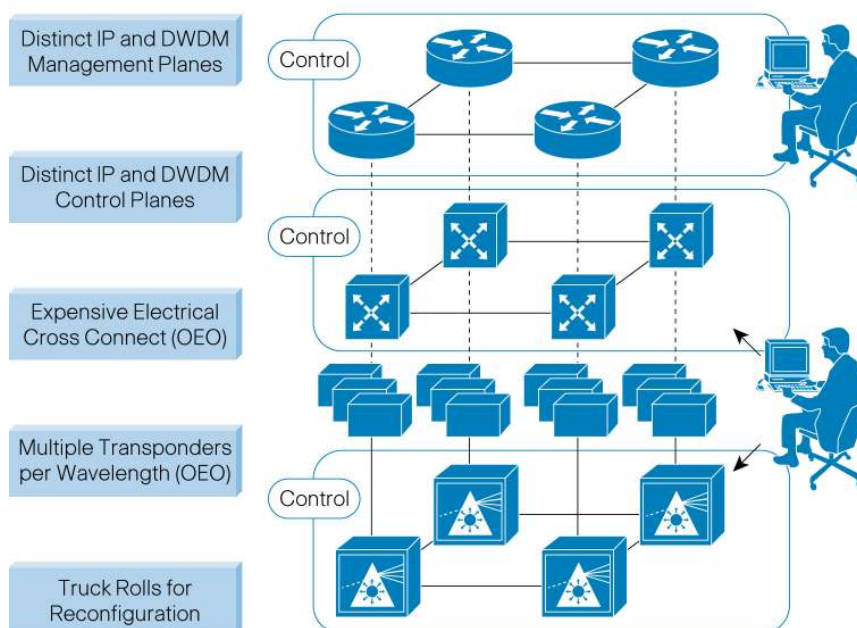 Distinct IP and DWDM
Management Planes
Distinct IP and DWDM
Control Planes
Expensive Electrical
Cross Connect (OEO)
Multiple Transponders
per Wavelength (OEO)
Truck Rolls for
Reconfiguration
Control
Control
Control